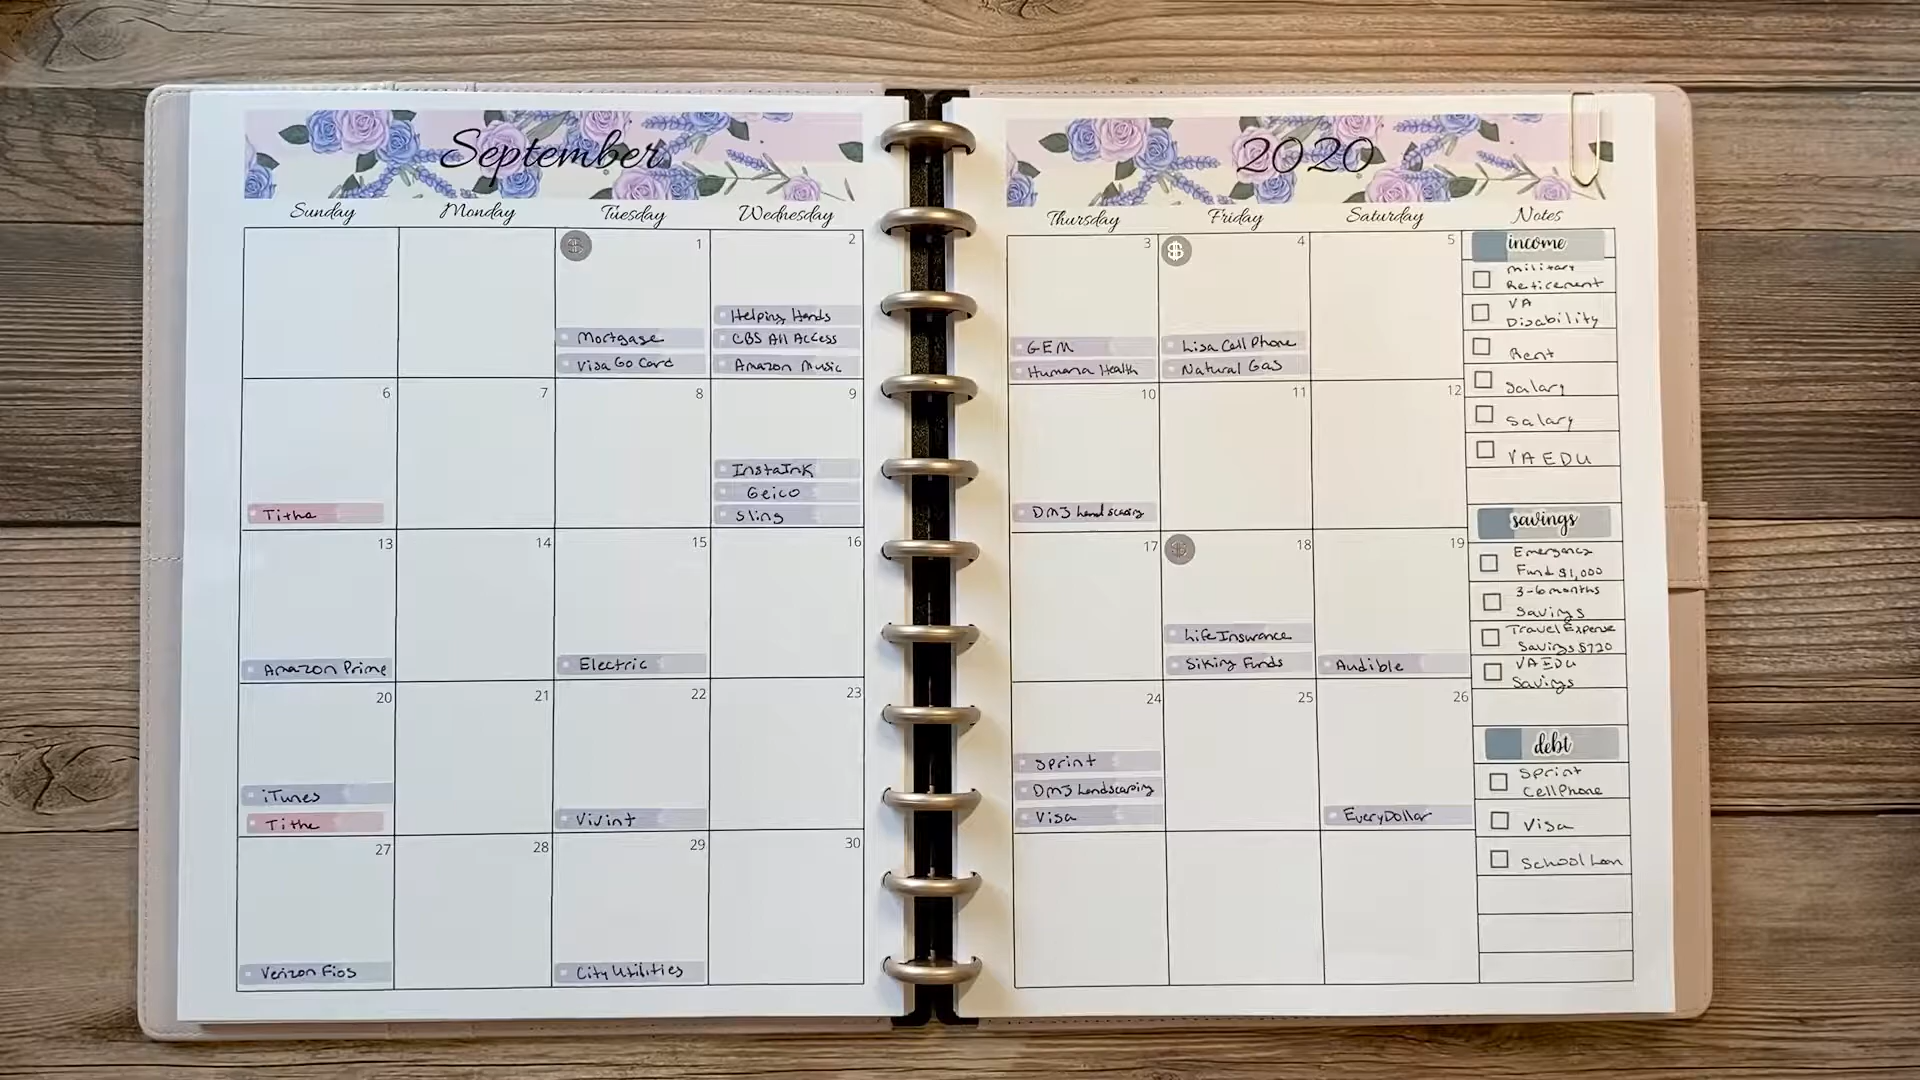 September
2020
Sunday Monday Tuesday Wednesday
Thursday Friday Saturday Notes
$ 1
Mortgage
Visa Go Card
2
Helping Hands
CBS All Access
Amazon Music
3
GEM
Humana Health
$ 4
Lisa Cell Phone
Natural Gas
5
6
Tithe
7
8
9
InstaInk
Geico
Sling
10
DMJ Landscaping
11
12
13
Amazon Prime
14
15
Electric
16
17
$ 18
Life Insurance
Siking Funds
19
Audible
20
iTunes
Tithe
21
22
Vivint
23
24
Sprint
DMJ Landscaping
Visa
25
26
EveryDollar
27
Verizon Fios
28
29
City Utilities
30
income
Military
Retirement
VA
Disability
Rent
Salary
Salary
VA EDU
savings
Emergency
Fund $1,000
3-6 months
Savings
Travel Expense
Savings $720
VA EDU
Savings
debt
Sprint
Cell Phone
Visa
School Loan